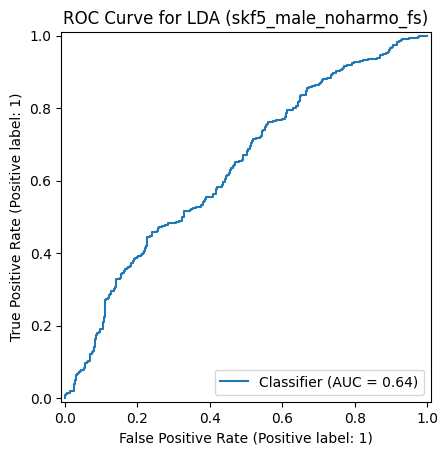 ROC Curve for LDA (skf5_male_noharmo_fs)
1.0
0.8
0.6
0.4
0.2
0.0
True Positive Rate (Positive label: 1)
Classifier (AUC = 0.64)
0.0 0.2 0.4 0.6 0.8 1.0
False Positive Rate (Positive label: 1)